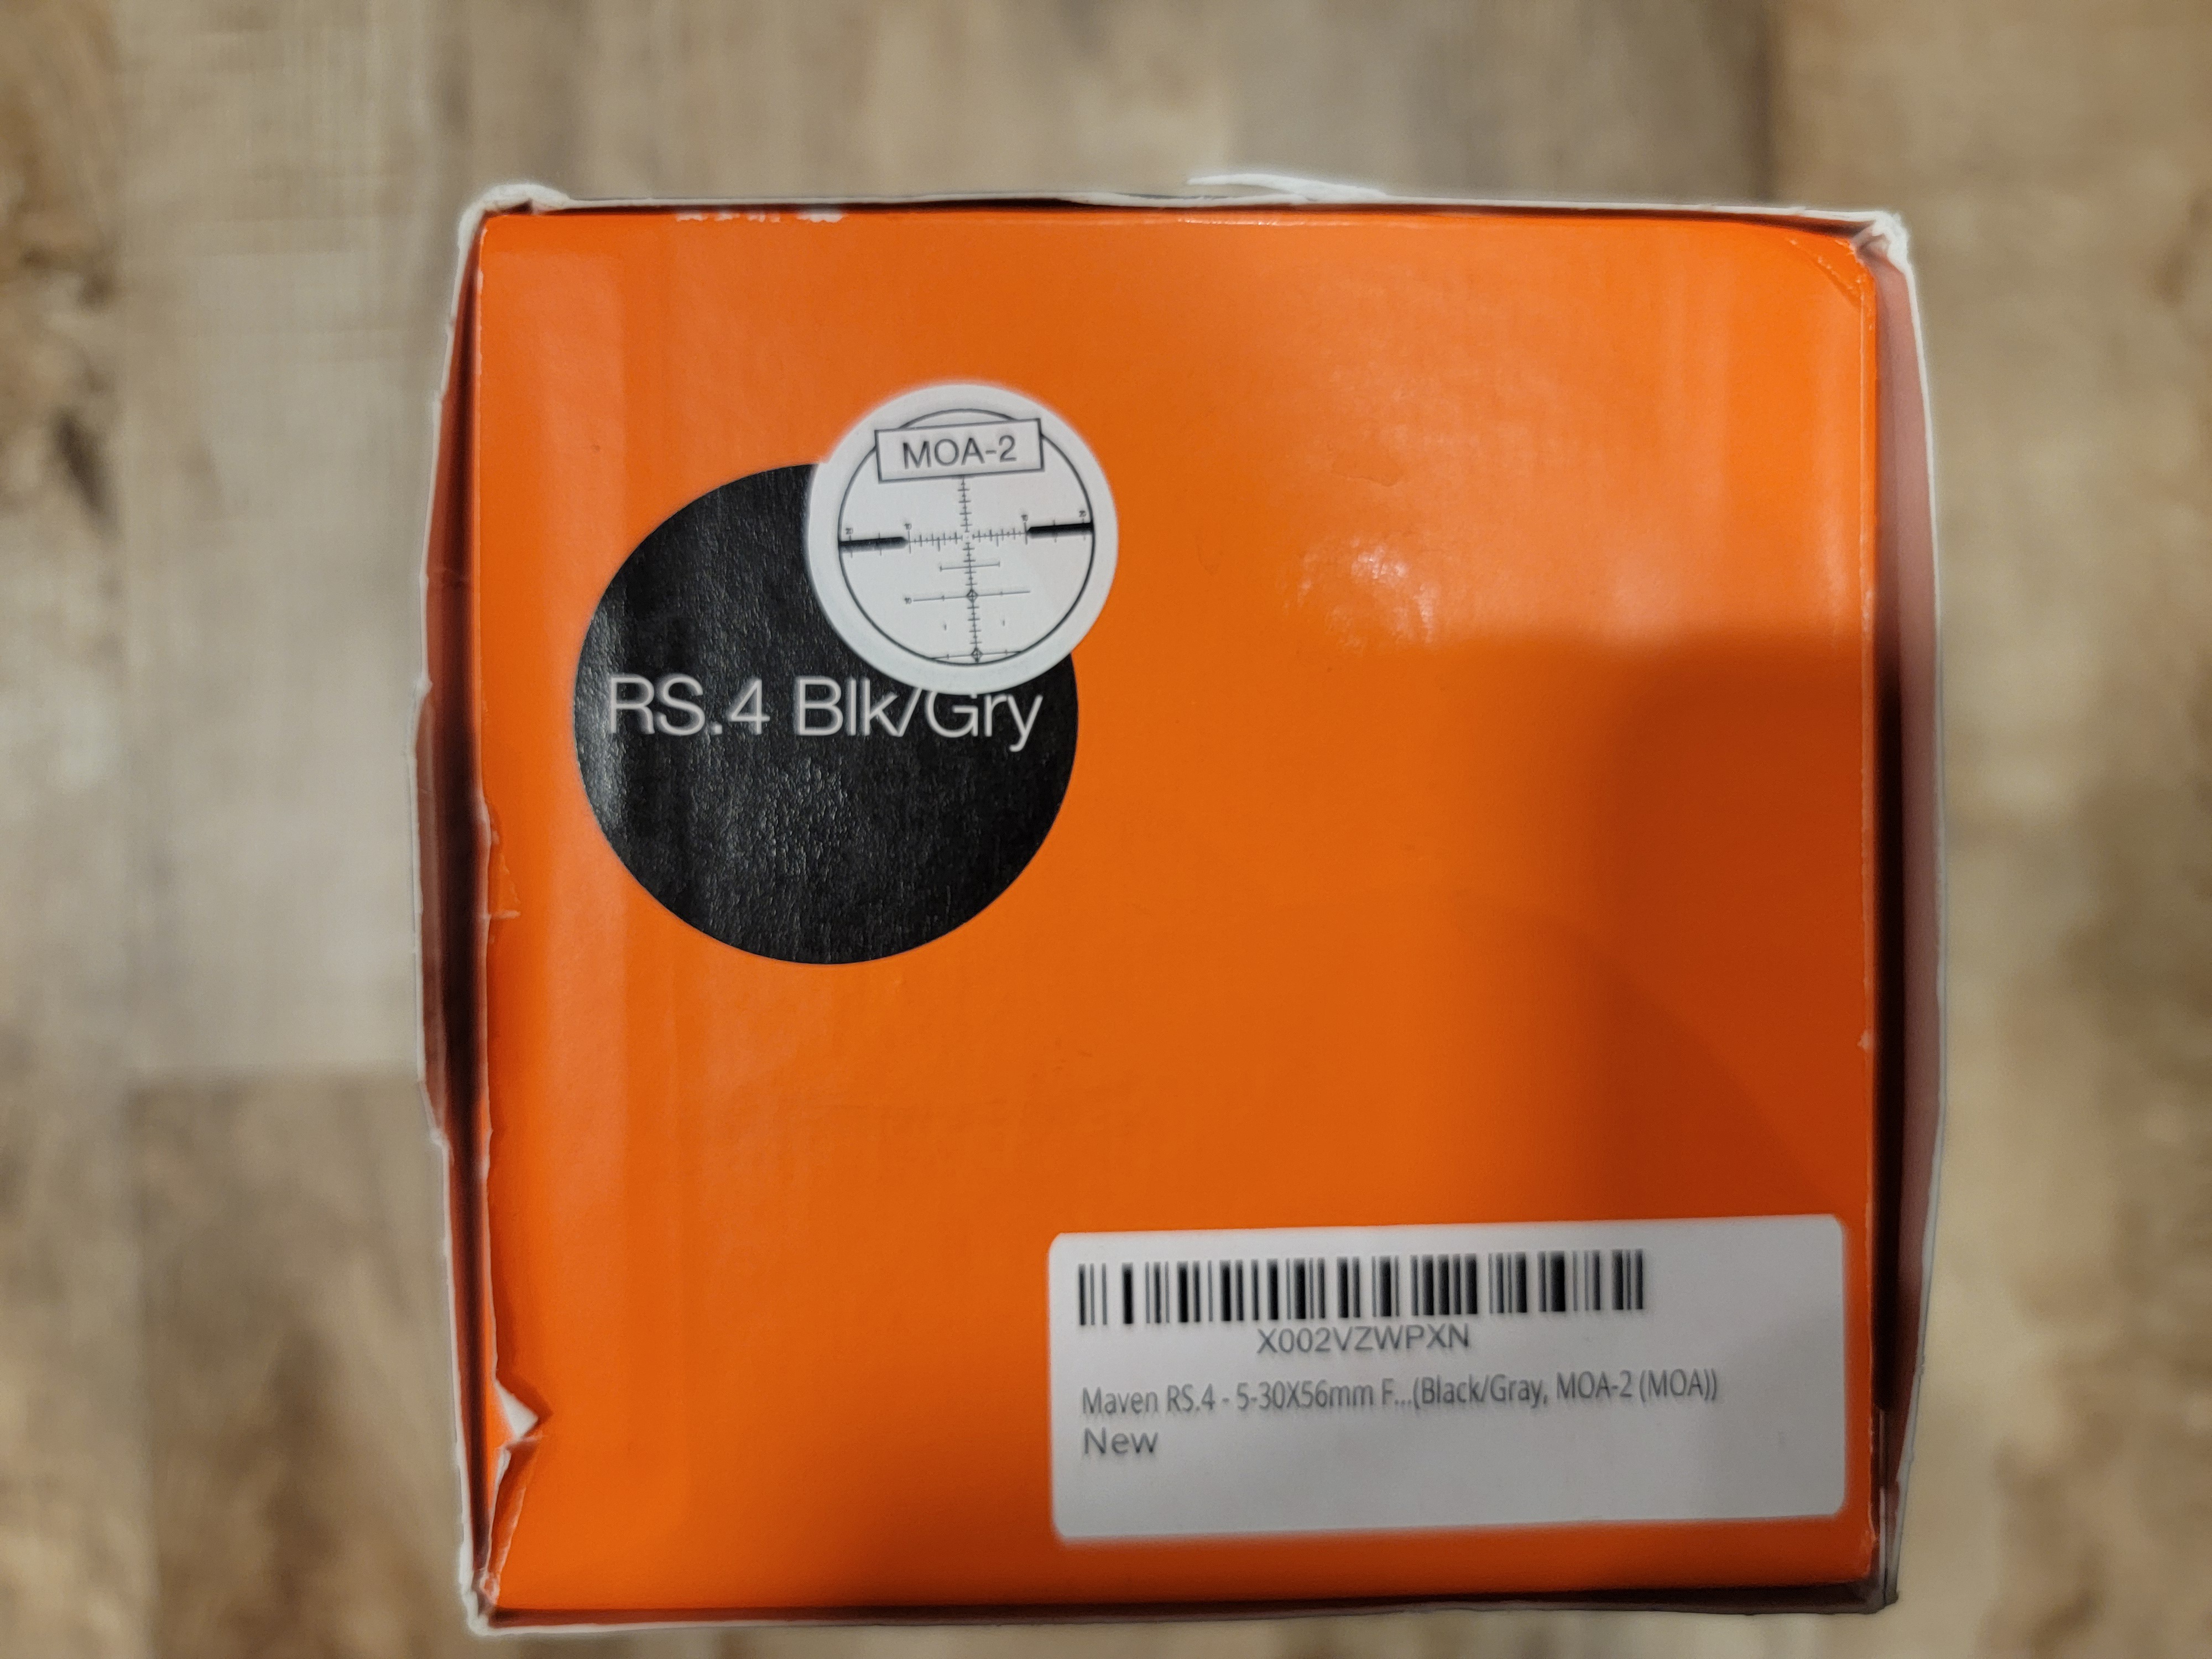 MOA-2
RS.4 Blk/Gry
X002VZWPXN
Maven RS.4 - 5-30X56mm F...(Black/Gray, MOA-2 (MOA))
New